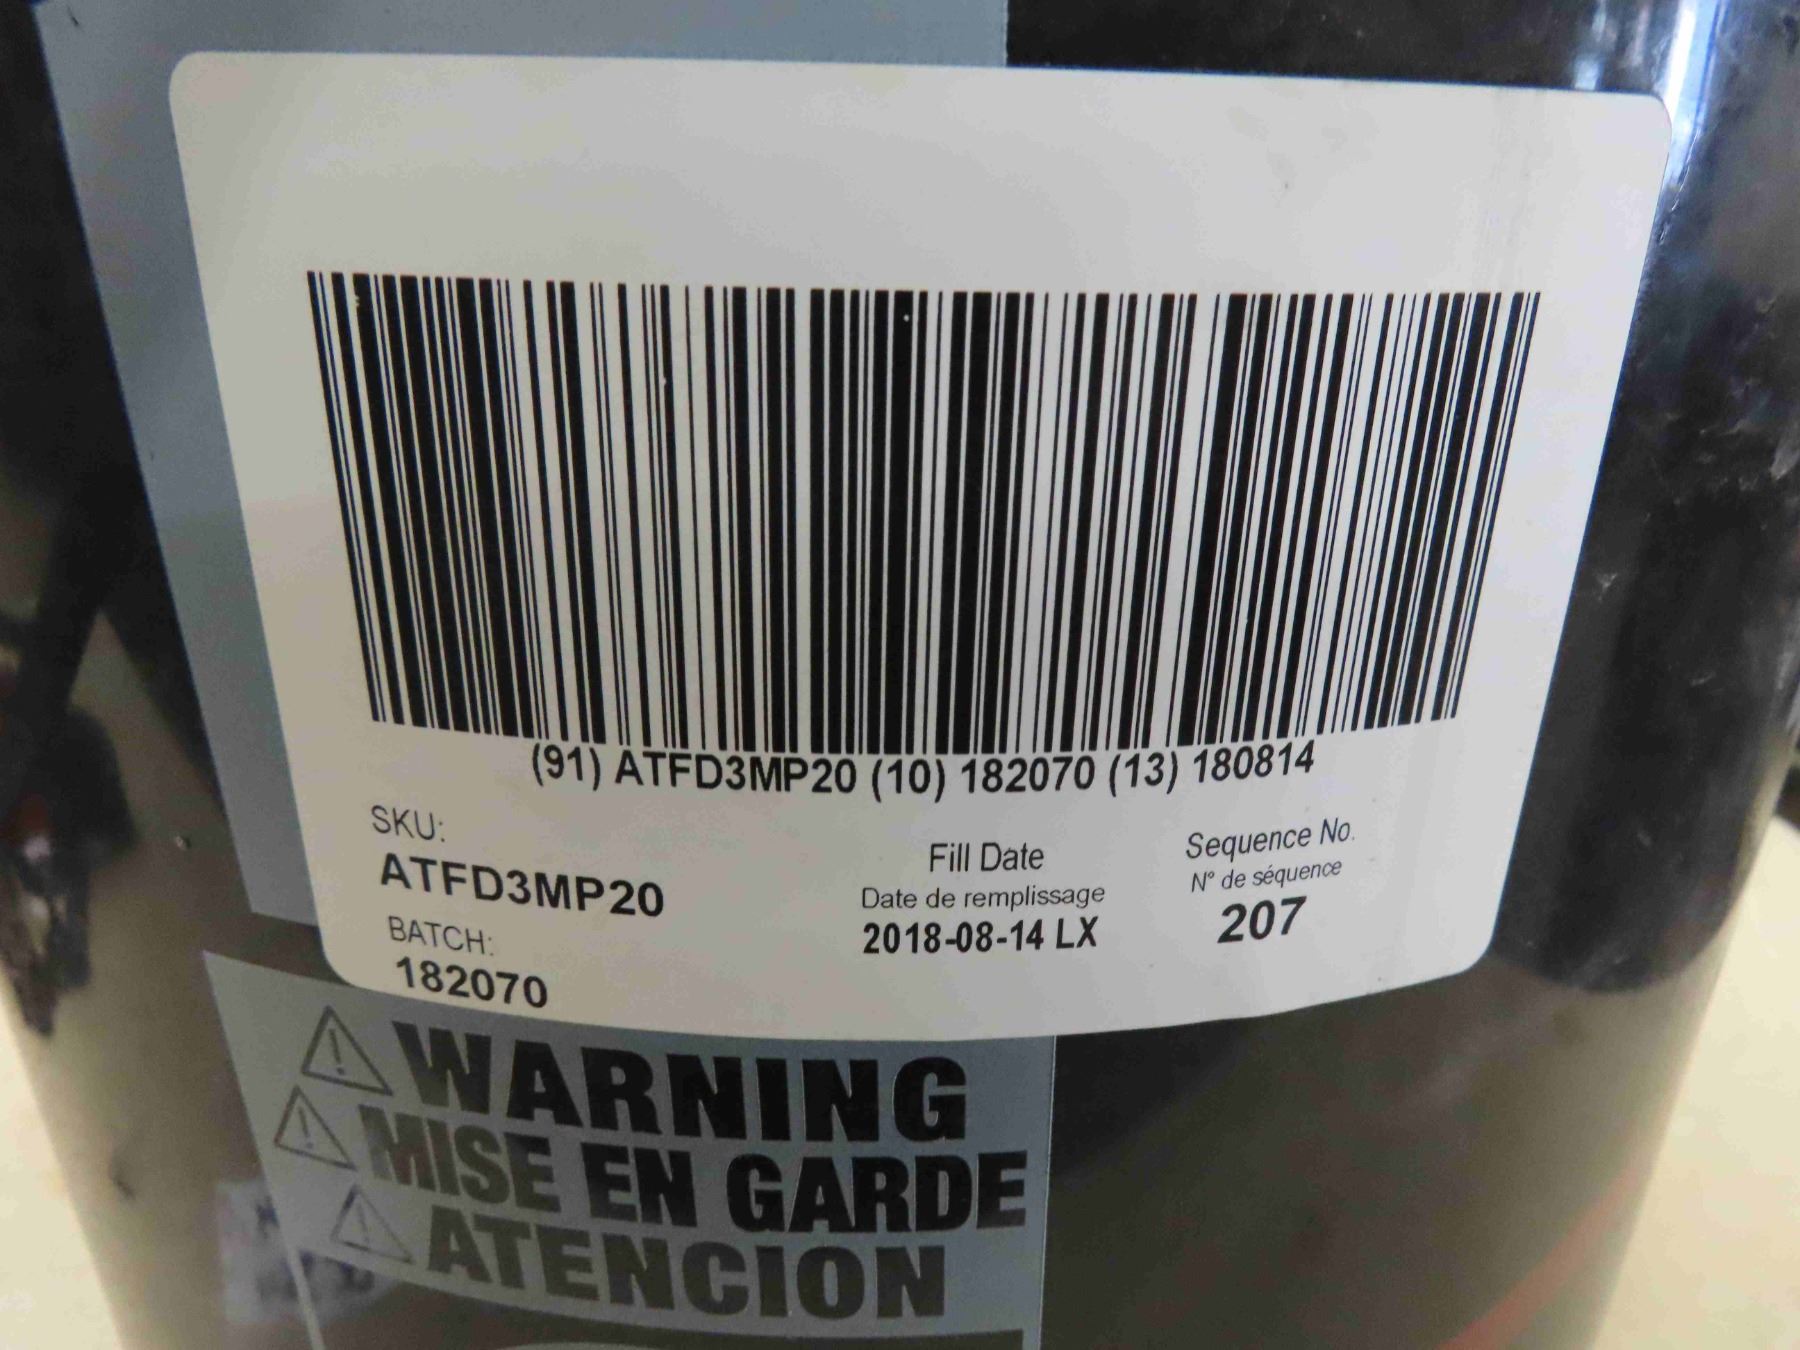 (91) ATFD3MP20 (10) 182070 (13) 180814
SKU:
ATFD3MP20
BATCH:
182070
Fill Date
Date de remplissage
2018-08-14 LX
Sequence No.
N° de séquence
207
WARNING
MISE EN GARDE
ATENCION